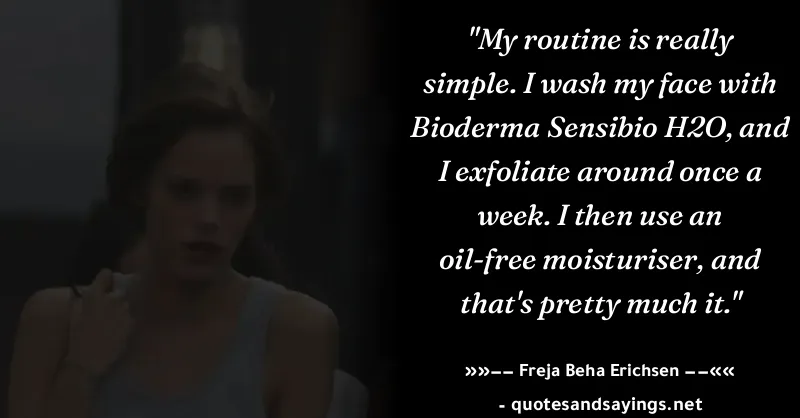 "My routine is really
simple. I wash my face with
Bioderma Sensibio H2O, and
I exfoliate around once a
week. I then use an
oil-free moisturiser, and
that's pretty much it."
»»−− Freja Beha Erichsen −−««
- quotesandsayings.net